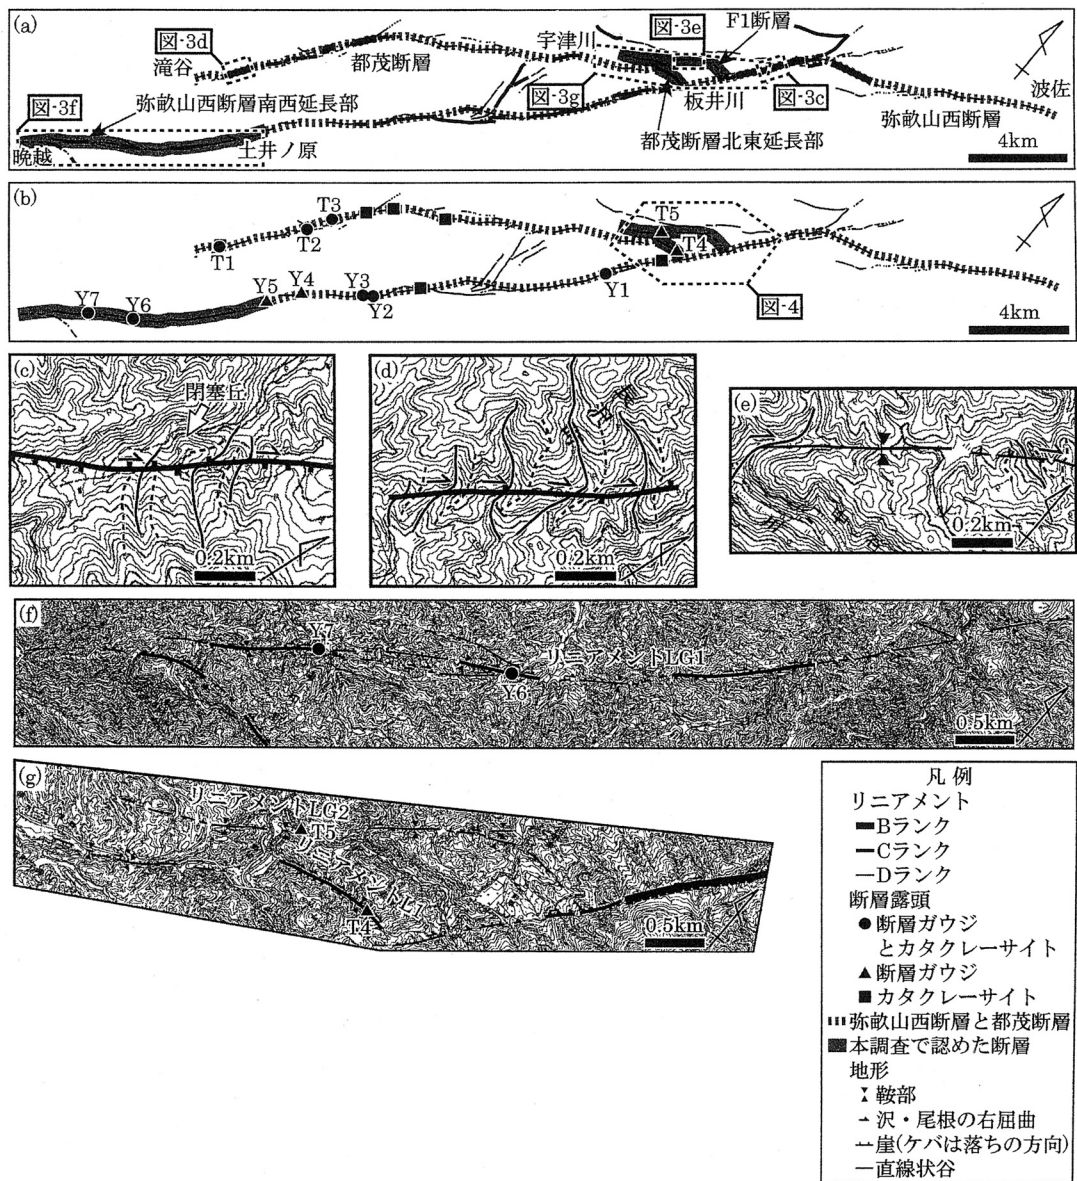 (a)
図-3d
滝谷
都茂断層
宇津川
図-3e
F1断層
図-3f
弥畝山西断層南西延長部
図-3g
板井川
図-3c
波佐
弥畝山西断層
晩越
土井ノ原
都茂断層北東延長部
4km
(b)
T3
T2
T1
T5
T4
Y7
Y6
Y5
Y4
Y3
Y2
Y1
図-4
4km
(c)
閉塞丘
0.2km
(d)
0.2km
(e)
0.2km
(f)
Y7
リニアメントLG1
Y6
0.5km
(g)
リニアメントLG2
T5
リニアメントL1
T4
0.5km
凡例
リニアメント
Bランク
Cランク
Dランク
断層露頭
断層ガウジ
とカタクレーサイト
断層ガウジ
カタクレーサイト
弥畝山西断層と都茂断層
本調査で認めた断層
地形
鞍部
沢・尾根の右屈曲
崖(ケバは落ちの方向)
直線状谷